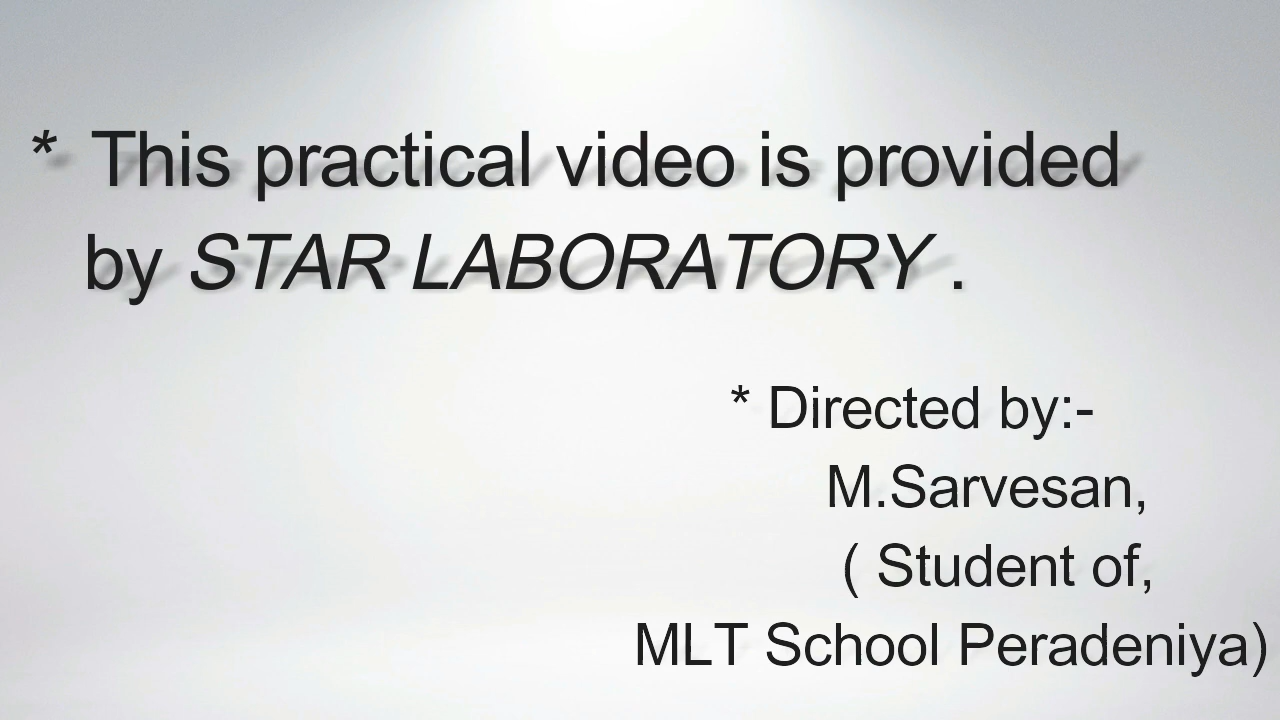 * This practical video is provided
by STAR LABORATORY .
* Directed by:-
M.Sarvesan,
( Student of,
MLT School Peradeniya)